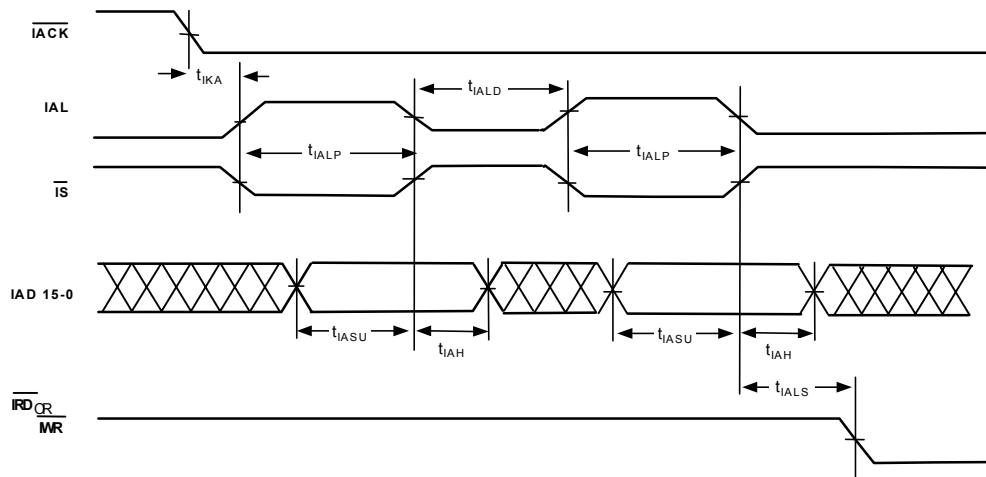 IACK
tIKA
IAL
tIALD
tIALP
tIALP
IS
IAD 15-0
tIASU
tIAH
tIASU
tIAH
tIALS
IRD OR
IWR